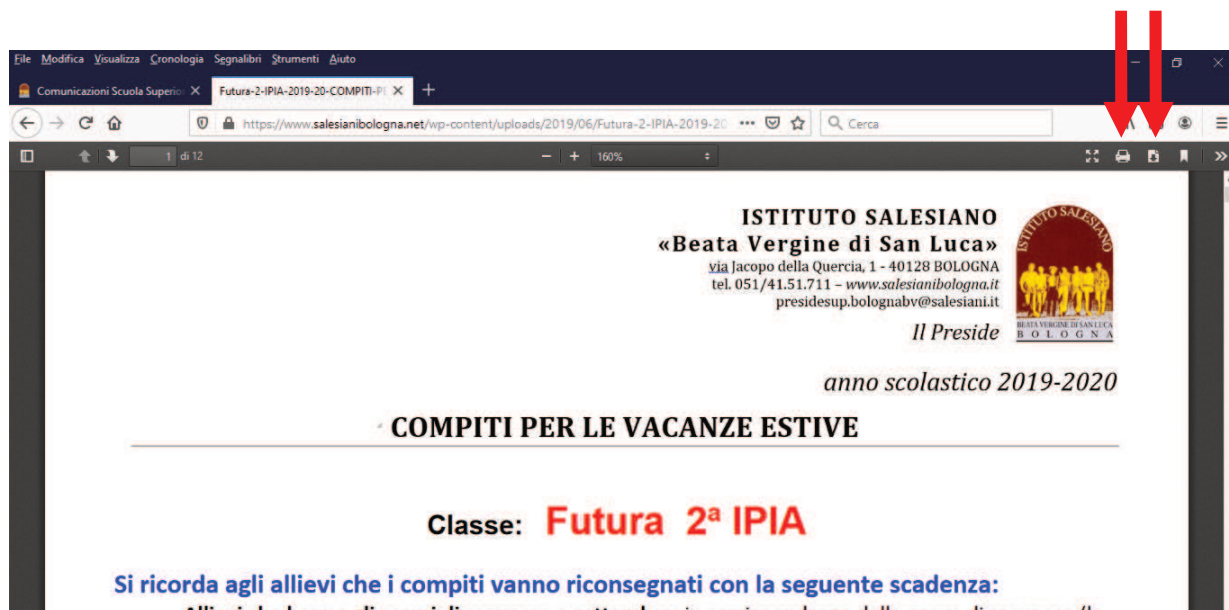 File Modifica Visualizza Cronologia Segnalibri Strumenti Aiuto
Comunicazioni Scuola Superio
Futura-2-IPIA-2019-20-COMPITI-PE
https://www.salesianibologna.net/wp-content/uploads/2019/06/Futura-2-IPIA-2019-20
Cerca
1 di 12
160%
ISTITUTO SALESIANO
«Beata Vergine di San Luca»
via Jacopo della Quercia, 1 - 40128 BOLOGNA
tel. 051/41.51.711 – www.salesianibologna.it
presidesup.bolognabv@salesiani.it
Il Preside
ISTITUTO SALESIANO
BEATA VERGINE DI SAN LUCA
BOLOGNA
anno scolastico 2019-2020
COMPITI PER LE VACANZE ESTIVE
Classe: Futura 2ª IPIA
Si ricorda agli allievi che i compiti vanno riconsegnati con la seguente scadenza: